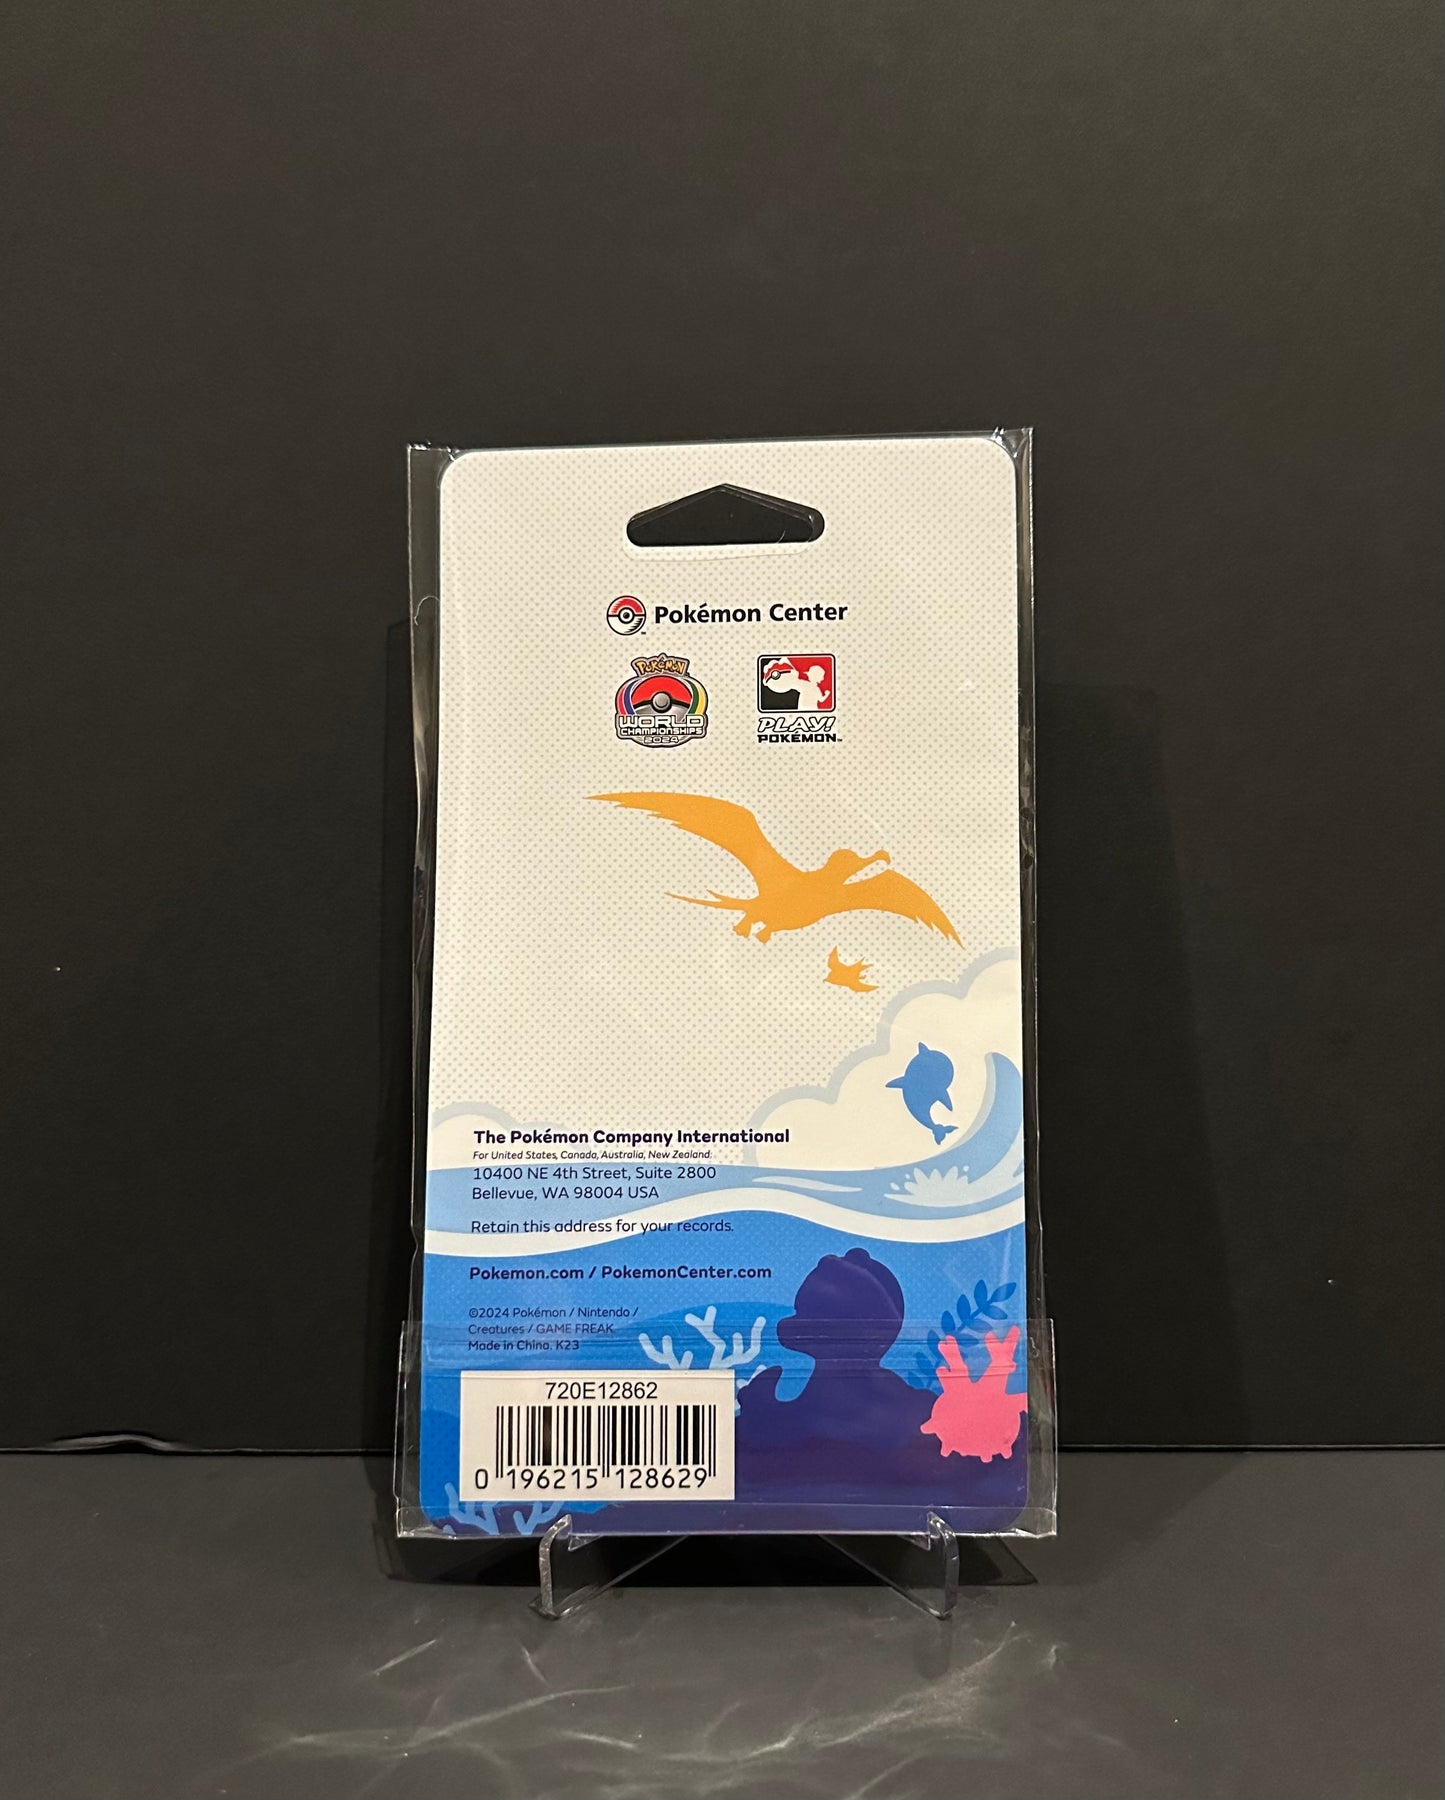 Pokémon Center
POKÉMON
WORLD
CHAMPIONSHIPS
2024
PLAY!
POKÉMON™
The Pokémon Company International
For United States, Canada, Australia, New Zealand:
10400 NE 4th Street, Suite 2800
Bellevue, WA 98004 USA
Retain this address for your records.
Pokemon.com / PokemonCenter.com
©2024 Pokémon / Nintendo /
Creatures / GAME FREAK.
Made in China. K23
720E12862
0 196215 128629